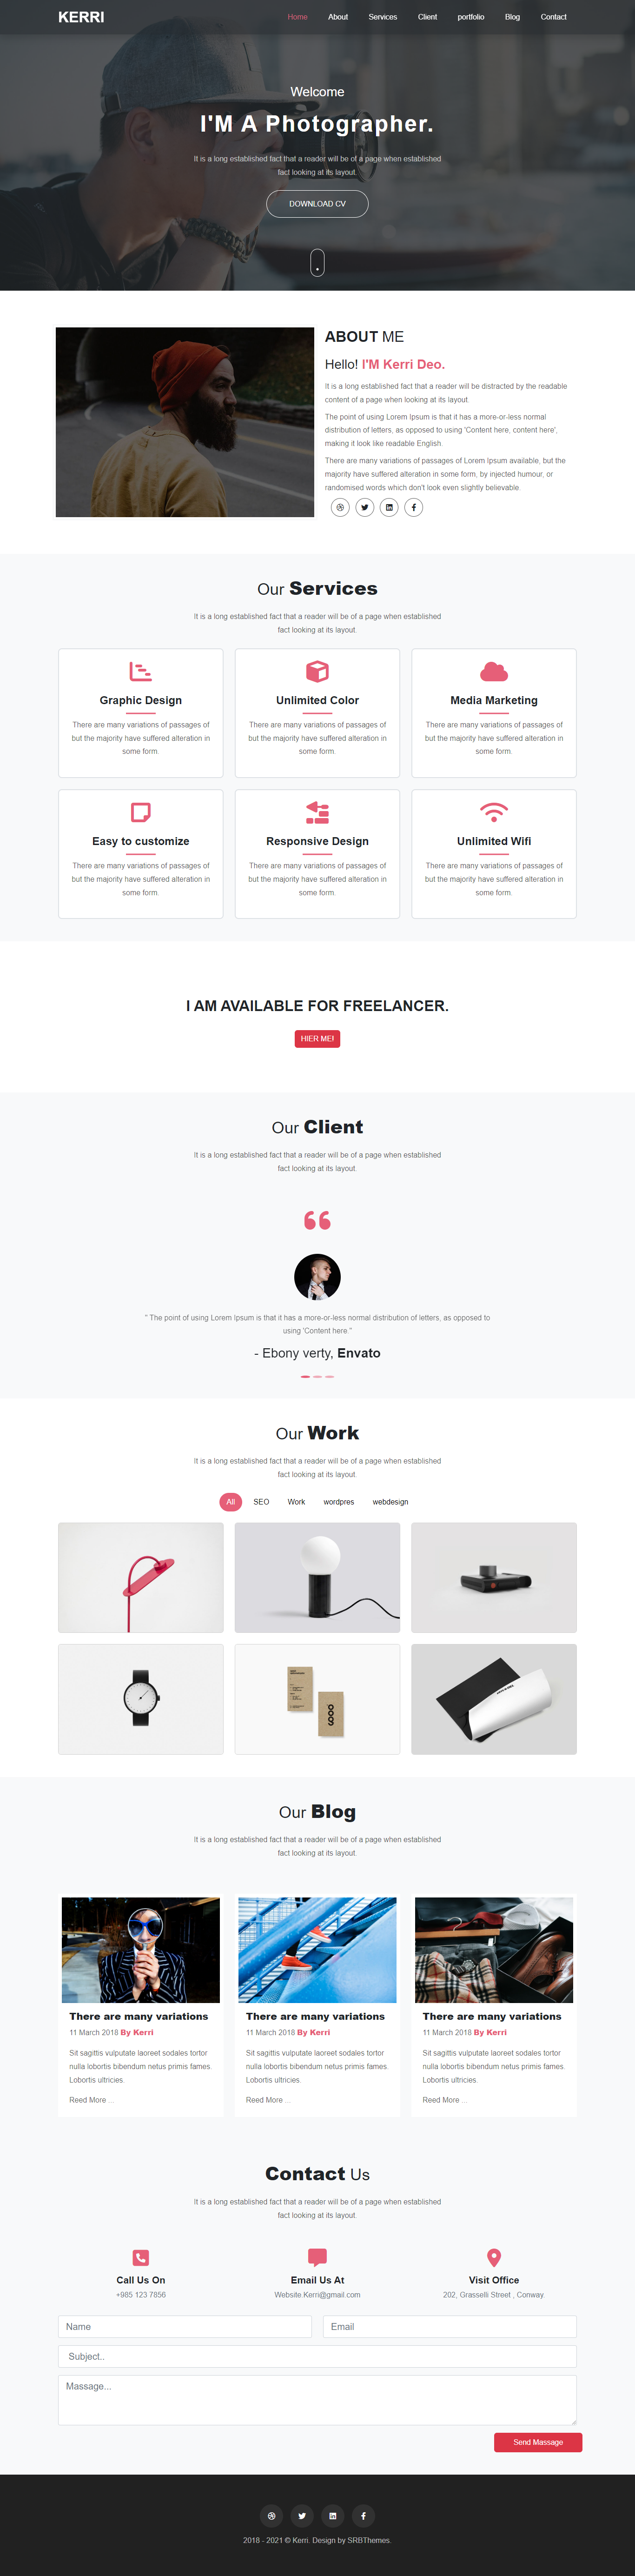 KERRI
Home About Services Client portfolio Blog Contact
Welcome
I'M A Photographer.
It is a long established fact that a reader will be of a page when established
fact looking at its layout.
DOWNLOAD CV
ABOUT ME
Hello! I'M Kerri Deo.
It is a long established fact that a reader will be distracted by the readable
content of a page when looking at its layout.
The point of using Lorem Ipsum is that it has a more-or-less normal
distribution of letters, as opposed to using 'Content here, content here',
making it look like readable English.
There are many variations of passages of Lorem Ipsum available, but the
majority have suffered alteration in some form, by injected humour, or
randomised words which don't look even slightly believable.
Our Services
It is a long established fact that a reader will be of a page when established
fact looking at its layout.
Graphic Design
There are many variations of passages of
but the majority have suffered alteration in
some form.
Unlimited Color
There are many variations of passages of
but the majority have suffered alteration in
some form.
Media Marketing
There are many variations of passages of
but the majority have suffered alteration in
some form.
Easy to customize
There are many variations of passages of
but the majority have suffered alteration in
some form.
Responsive Design
There are many variations of passages of
but the majority have suffered alteration in
some form.
Unlimited Wifi
There are many variations of passages of
but the majority have suffered alteration in
some form.
I AM AVAILABLE FOR FREELANCER.
HIER ME!
Our Client
It is a long established fact that a reader will be of a page when established
fact looking at its layout.
" The point of using Lorem Ipsum is that it has a more-or-less normal distribution of letters, as opposed to
using 'Content here."
- Ebony verty, Envato
Our Work
It is a long established fact that a reader will be of a page when established
fact looking at its layout.
All SEO Work wordpres webdesign
Our Blog
It is a long established fact that a reader will be of a page when established
fact looking at its layout.
There are many variations
11 March 2018 By Kerri
Sit sagittis vulputate laoreet sodales tortor
nulla lobortis bibendum netus primis fames.
Lobortis ultricies.
Reed More ...
There are many variations
11 March 2018 By Kerri
Sit sagittis vulputate laoreet sodales tortor
nulla lobortis bibendum netus primis fames.
Lobortis ultricies.
Reed More ...
There are many variations
11 March 2018 By Kerri
Sit sagittis vulputate laoreet sodales tortor
nulla lobortis bibendum netus primis fames.
Lobortis ultricies.
Reed More ...
Contact Us
It is a long established fact that a reader will be of a page when established
fact looking at its layout.
Call Us On
+985 123 7856
Email Us At
Website.Kerri@gmail.com
Visit Office
202, Grasselli Street , Conway.
Name
Email
Subject..
Massage...
Send Massage
2018 - 2021 © Kerri. Design by SRBThemes.